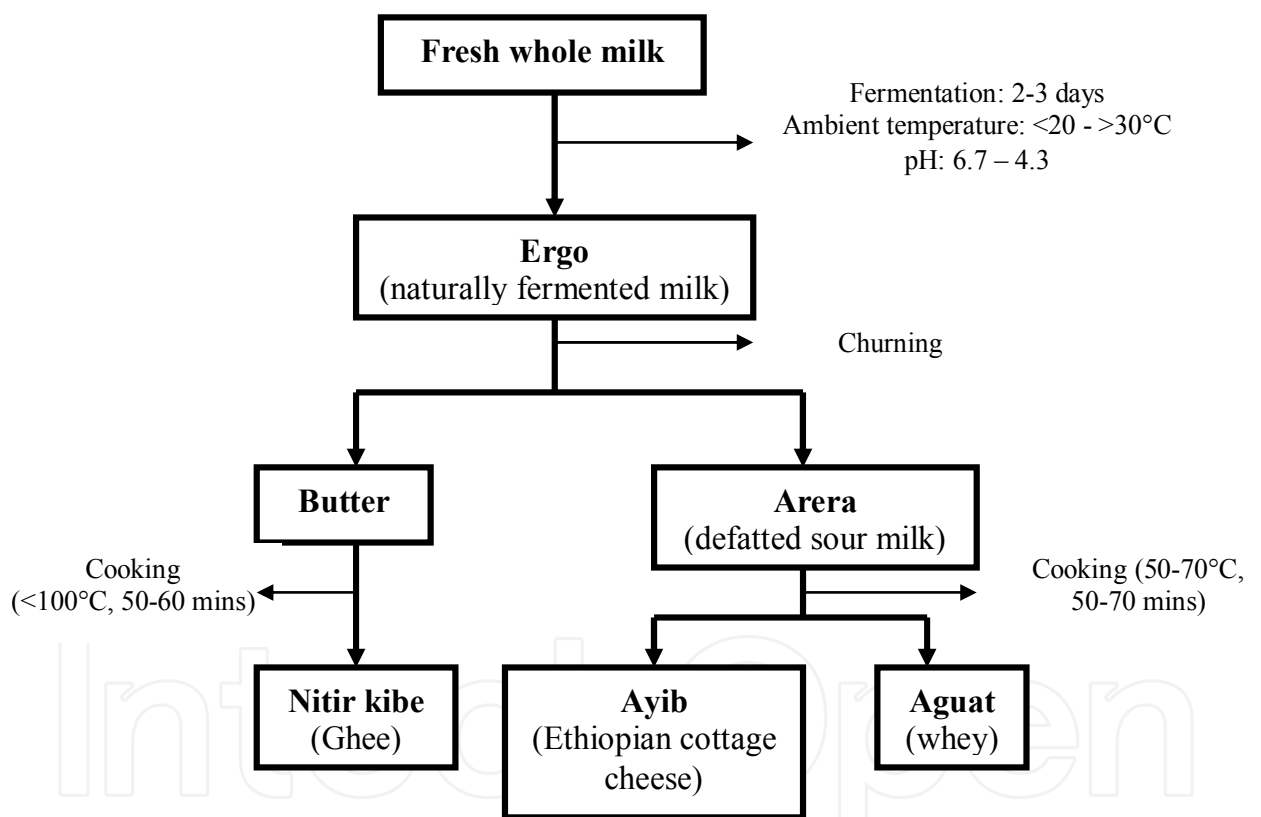 Fresh whole milk
Fermentation: 2-3 days
Ambient temperature: <20 - >30°C
pH: 6.7 – 4.3
Ergo
(naturally fermented milk)
Churning
Butter
Arera
(defatted sour milk)
Cooking
(<100°C, 50-60 mins)
Cooking (50-70°C,
50-70 mins)
Nitir kibe
(Ghee)
Ayib
(Ethiopian cottage
cheese)
Aguat
(whey)
IntechOpen